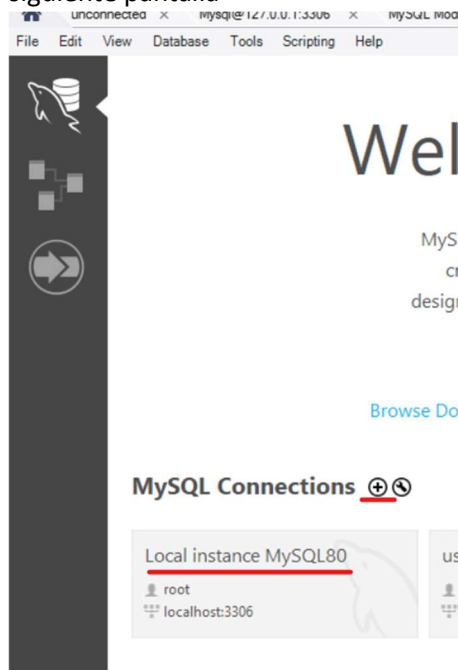 siguiente pantalla
unconnected × Mysql@127.0.0.1:3306 × MySQL Mod
File Edit View Database Tools Scripting Help
Wel
MyS
cr
design
Browse Do
MySQL Connections
Local instance MySQL80
us
root
localhost:3306